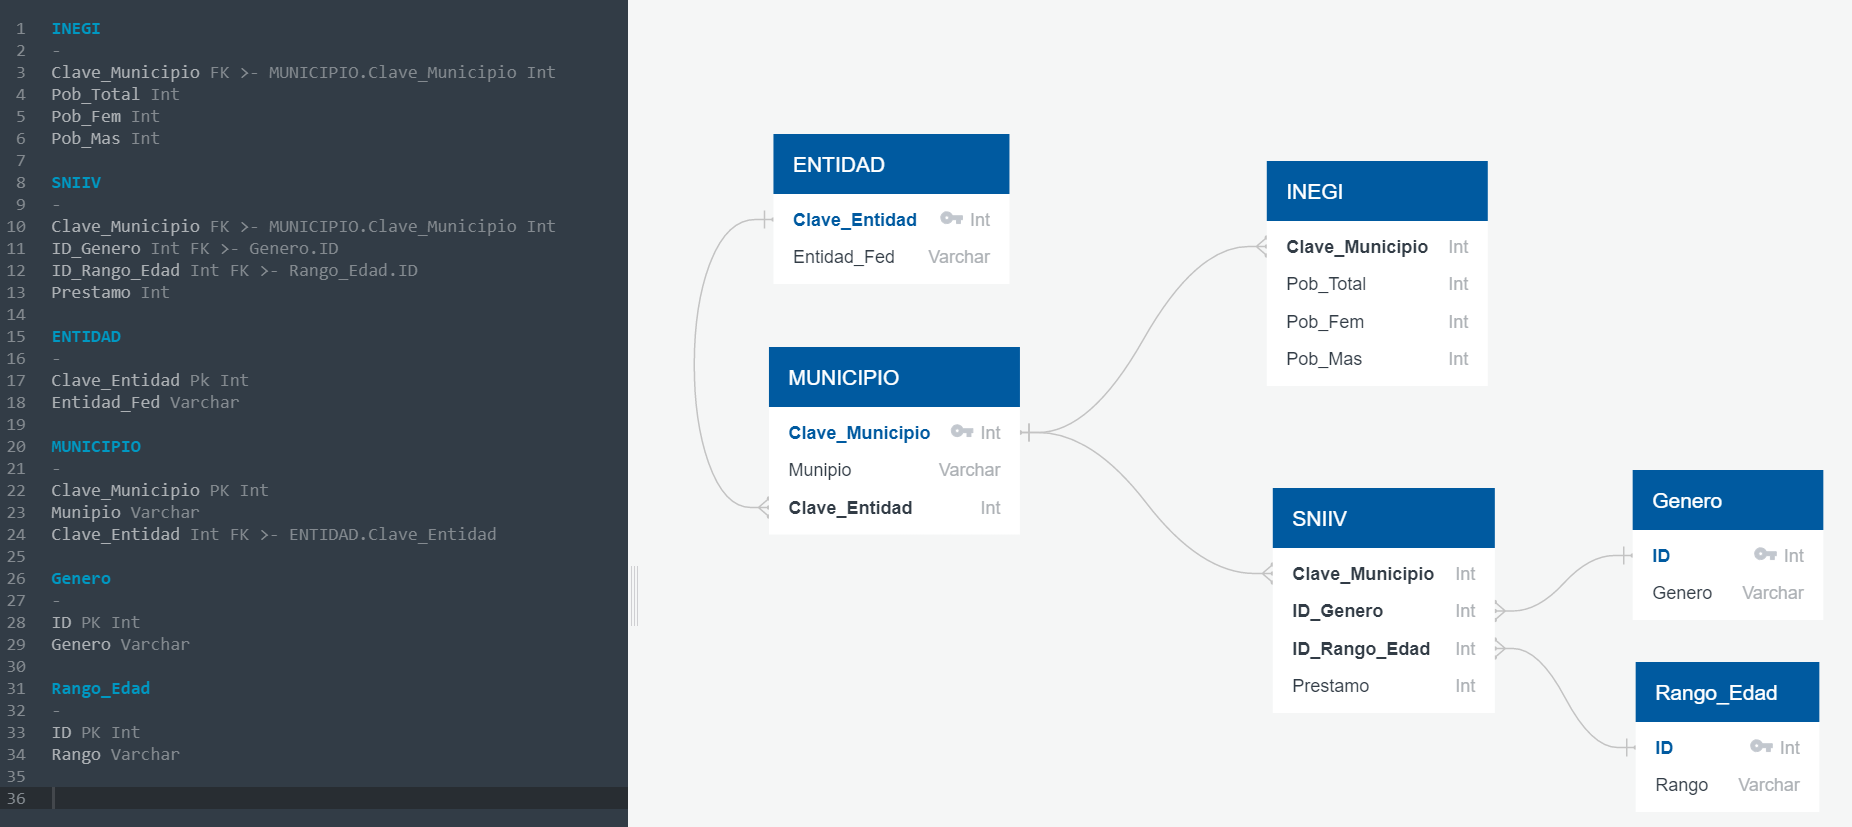 1 INEGI
2 -
3 Clave_Municipio FK >- MUNICIPIO.Clave_Municipio Int
4 Pob_Total Int
5 Pob_Fem Int
6 Pob_Mas Int
7
8 SNIIV
9 -
10 Clave_Municipio FK >- MUNICIPIO.Clave_Municipio Int
11 ID_Genero Int FK >- Genero.ID
12 ID_Rango_Edad Int FK >- Rango_Edad.ID
13 Prestamo Int
14
15 ENTIDAD
16 -
17 Clave_Entidad Pk Int
18 Entidad_Fed Varchar
19
20 MUNICIPIO
21 -
22 Clave_Municipio PK Int
23 Munipio Varchar
24 Clave_Entidad Int FK >- ENTIDAD.Clave_Entidad
25
26 Genero
27 -
28 ID PK Int
29 Genero Varchar
30
31 Rango_Edad
32 -
33 ID PK Int
34 Rango Varchar
35
36
ENTIDAD
Clave_Entidad Int
Entidad_Fed Varchar
MUNICIPIO
Clave_Municipio Int
Munipio Varchar
Clave_Entidad Int
INEGI
Clave_Municipio Int
Pob_Total Int
Pob_Fem Int
Pob_Mas Int
SNIIV
Clave_Municipio Int
ID_Genero Int
ID_Rango_Edad Int
Prestamo Int
Genero
ID Int
Genero Varchar
Rango_Edad
ID Int
Rango Varchar